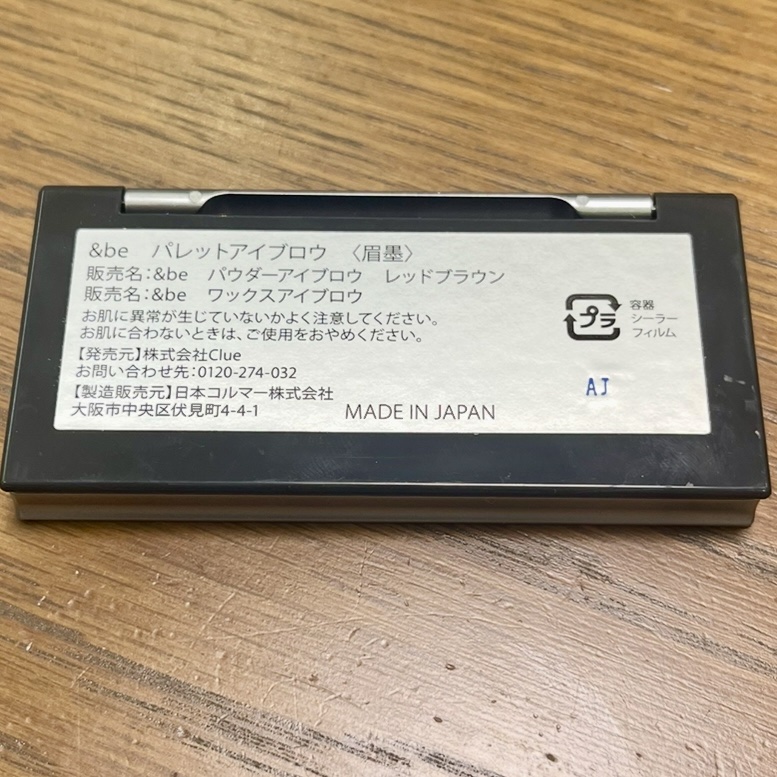 &be パレットアイブロウ 〈眉墨〉
販売名:&be パウダーアイブロウ レッドブラウン
販売名:&be ワックスアイブロウ
お肌に異常が生じていないかよく注意してください。
お肌に合わないときは、ご使用をおやめください。
【発売元】株式会社Clue
お問い合わせ先:0120-274-032
【製造販売元】日本コルマー株式会社
大阪市中央区伏見町4-4-1
MADE IN JAPAN
プラ
容器
シーラー
フィルム
AJ